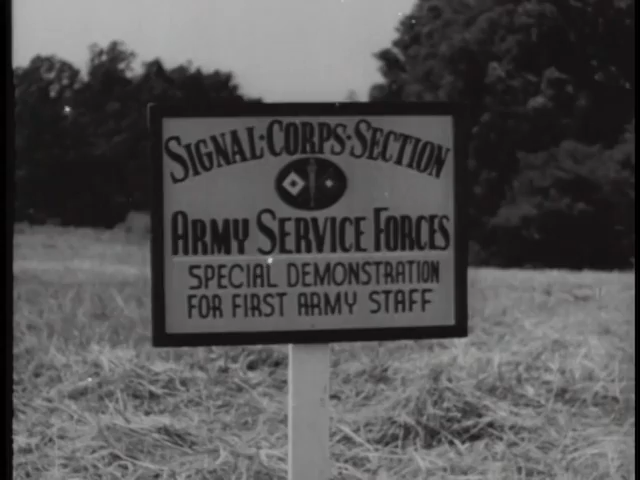 SIGNAL·CORPS·SECTION
ARMY SERVICE FORCES
SPECIAL DEMONSTRATION
FOR FIRST ARMY STAFF